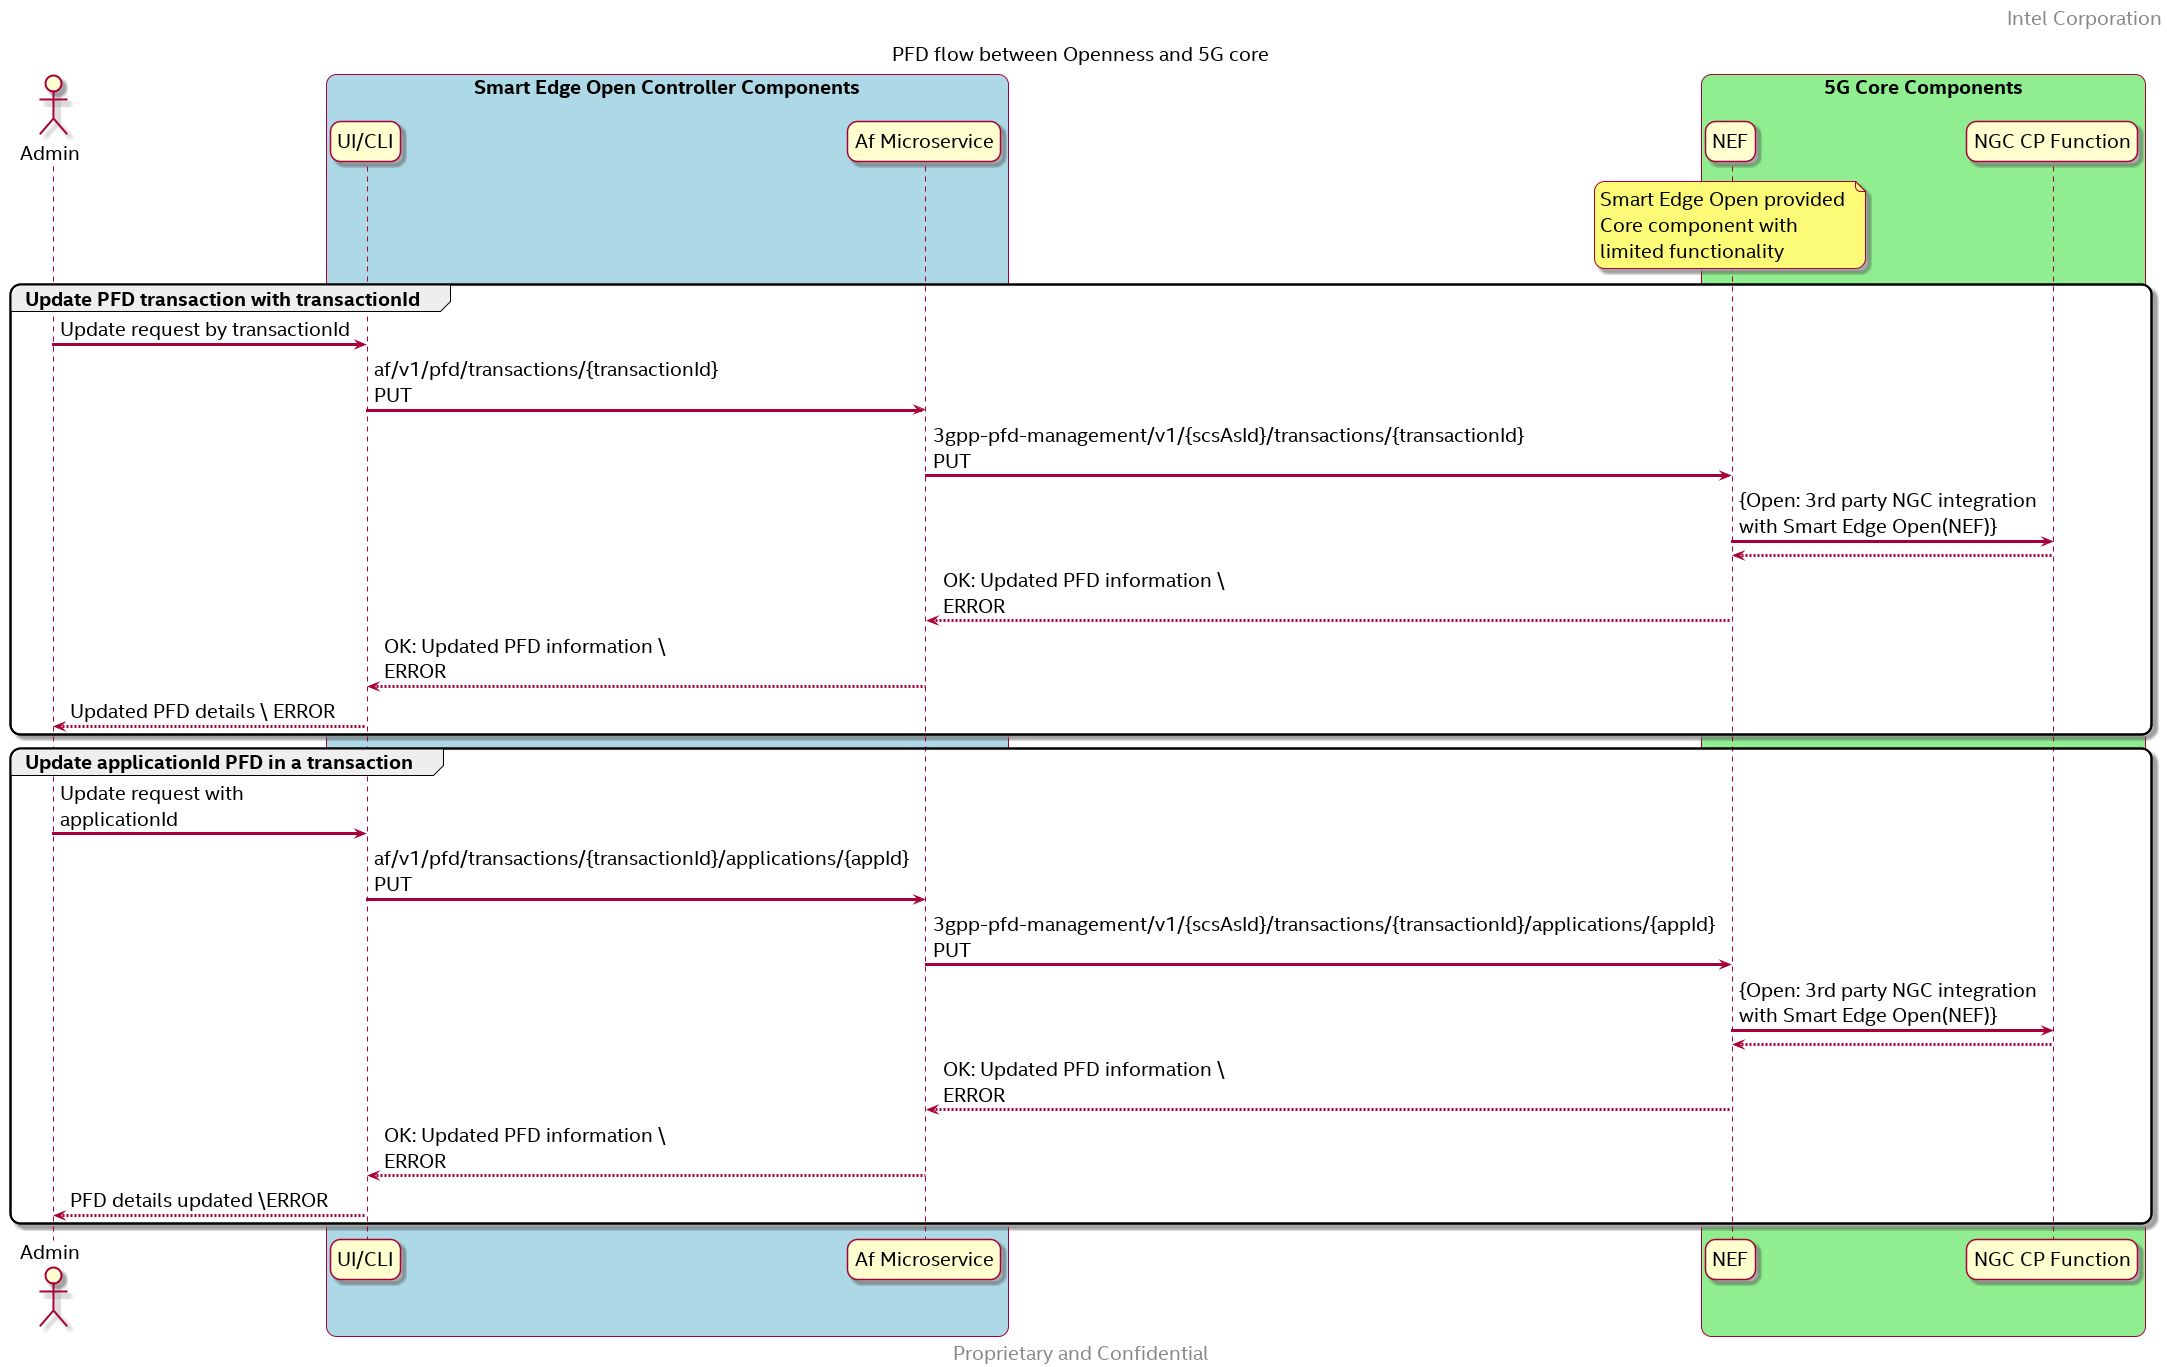 Intel Corporation
PFD flow between Openness and 5G core
Smart Edge Open Controller Components
5G Core Components
Admin
UI/CLI
Af Microservice
NEF
NGC CP Function
Smart Edge Open provided
Core component with
limited functionality
Update PFD transaction with transactionId
Update request by transactionId
af/v1/pfd/transactions/{transactionId}
PUT
3gpp-pfd-management/v1/{scsAsId}/transactions/{transactionId}
PUT
{Open: 3rd party NGC integration
with Smart Edge Open(NEF)}
OK: Updated PFD information \
ERROR
OK: Updated PFD information \
ERROR
Updated PFD details \ ERROR
Update applicationId PFD in a transaction
Update request with
applicationId
af/v1/pfd/transactions/{transactionId}/applications/{appId}
PUT
3gpp-pfd-management/v1/{scsAsId}/transactions/{transactionId}/applications/{appId}
PUT
{Open: 3rd party NGC integration
with Smart Edge Open(NEF)}
OK: Updated PFD information \
ERROR
OK: Updated PFD information \
ERROR
PFD details updated \ERROR
Admin
UI/CLI
Af Microservice
NEF
NGC CP Function
Proprietary and Confidential